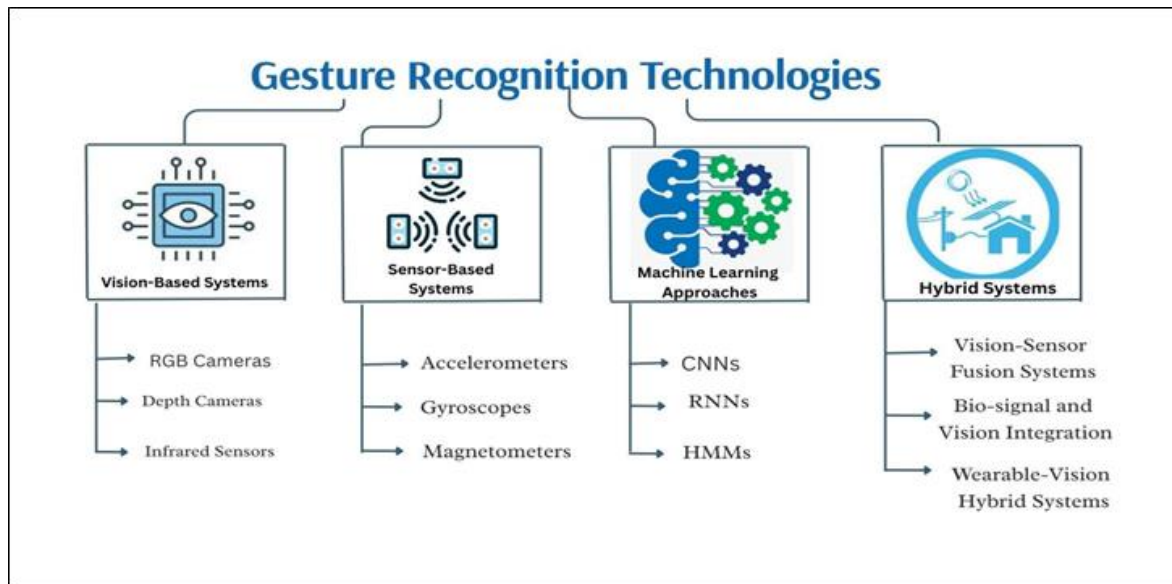 Gesture Recognition Technologies
Vision-Based Systems
RGB Cameras
Depth Cameras
Infrared Sensors
Sensor-Based
Systems
Accelerometers
Gyroscopes
Magnetometers
Machine Learning
Approaches
CNNs
RNNs
HMMs
Hybrid Systems
Vision-Sensor
Fusion Systems
Bio-signal and
Vision Integration
Wearable-Vision
Hybrid Systems